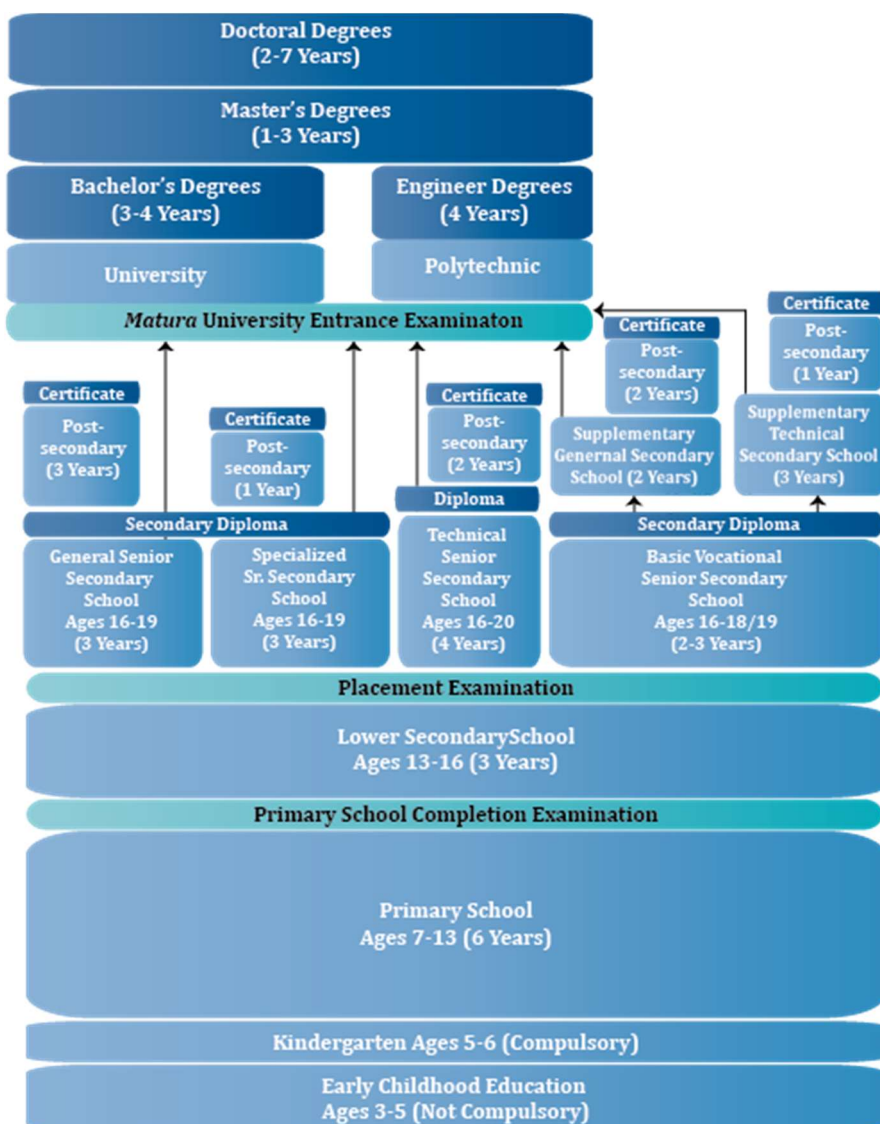 Doctoral Degrees
(2-7 Years)
Master's Degrees
(1-3 Years)
Bachelor's Degrees
(3-4 Years)
Engineer Degrees
(4 Years)
University
Polytechnic
Matura University Entrance Examinaton
Certificate
Post-
secondary
(3 Years)
Certificate
Post-
secondary
(1 Year)
Certificate
Post-
secondary
(2 Years)
Certificate
Post-
secondary
(2 Years)
Supplementary
Genernal Secondary
School (2 Years)
Certificate
Post-
secondary
(1 Year)
Supplementary
Technical
Secondary School
(3 Years)
Secondary Diploma
General Senior
Secondary
School
Ages 16-19
(3 Years)
Specialized
Sr. Secondary
School
Ages 16-19
(3 Years)
Diploma
Technical
Senior
Secondary
School
Ages 16-20
(4 Years)
Secondary Diploma
Basic Vocational
Senior Secondary
School
Ages 16-18/19
(2-3 Years)
Placement Examination
Lower SecondarySchool
Ages 13-16 (3 Years)
Primary School Completion Examination
Primary School
Ages 7-13 (6 Years)
Kindergarten Ages 5-6 (Compulsory)
Early Childhood Education
Ages 3-5 (Not Compulsory)